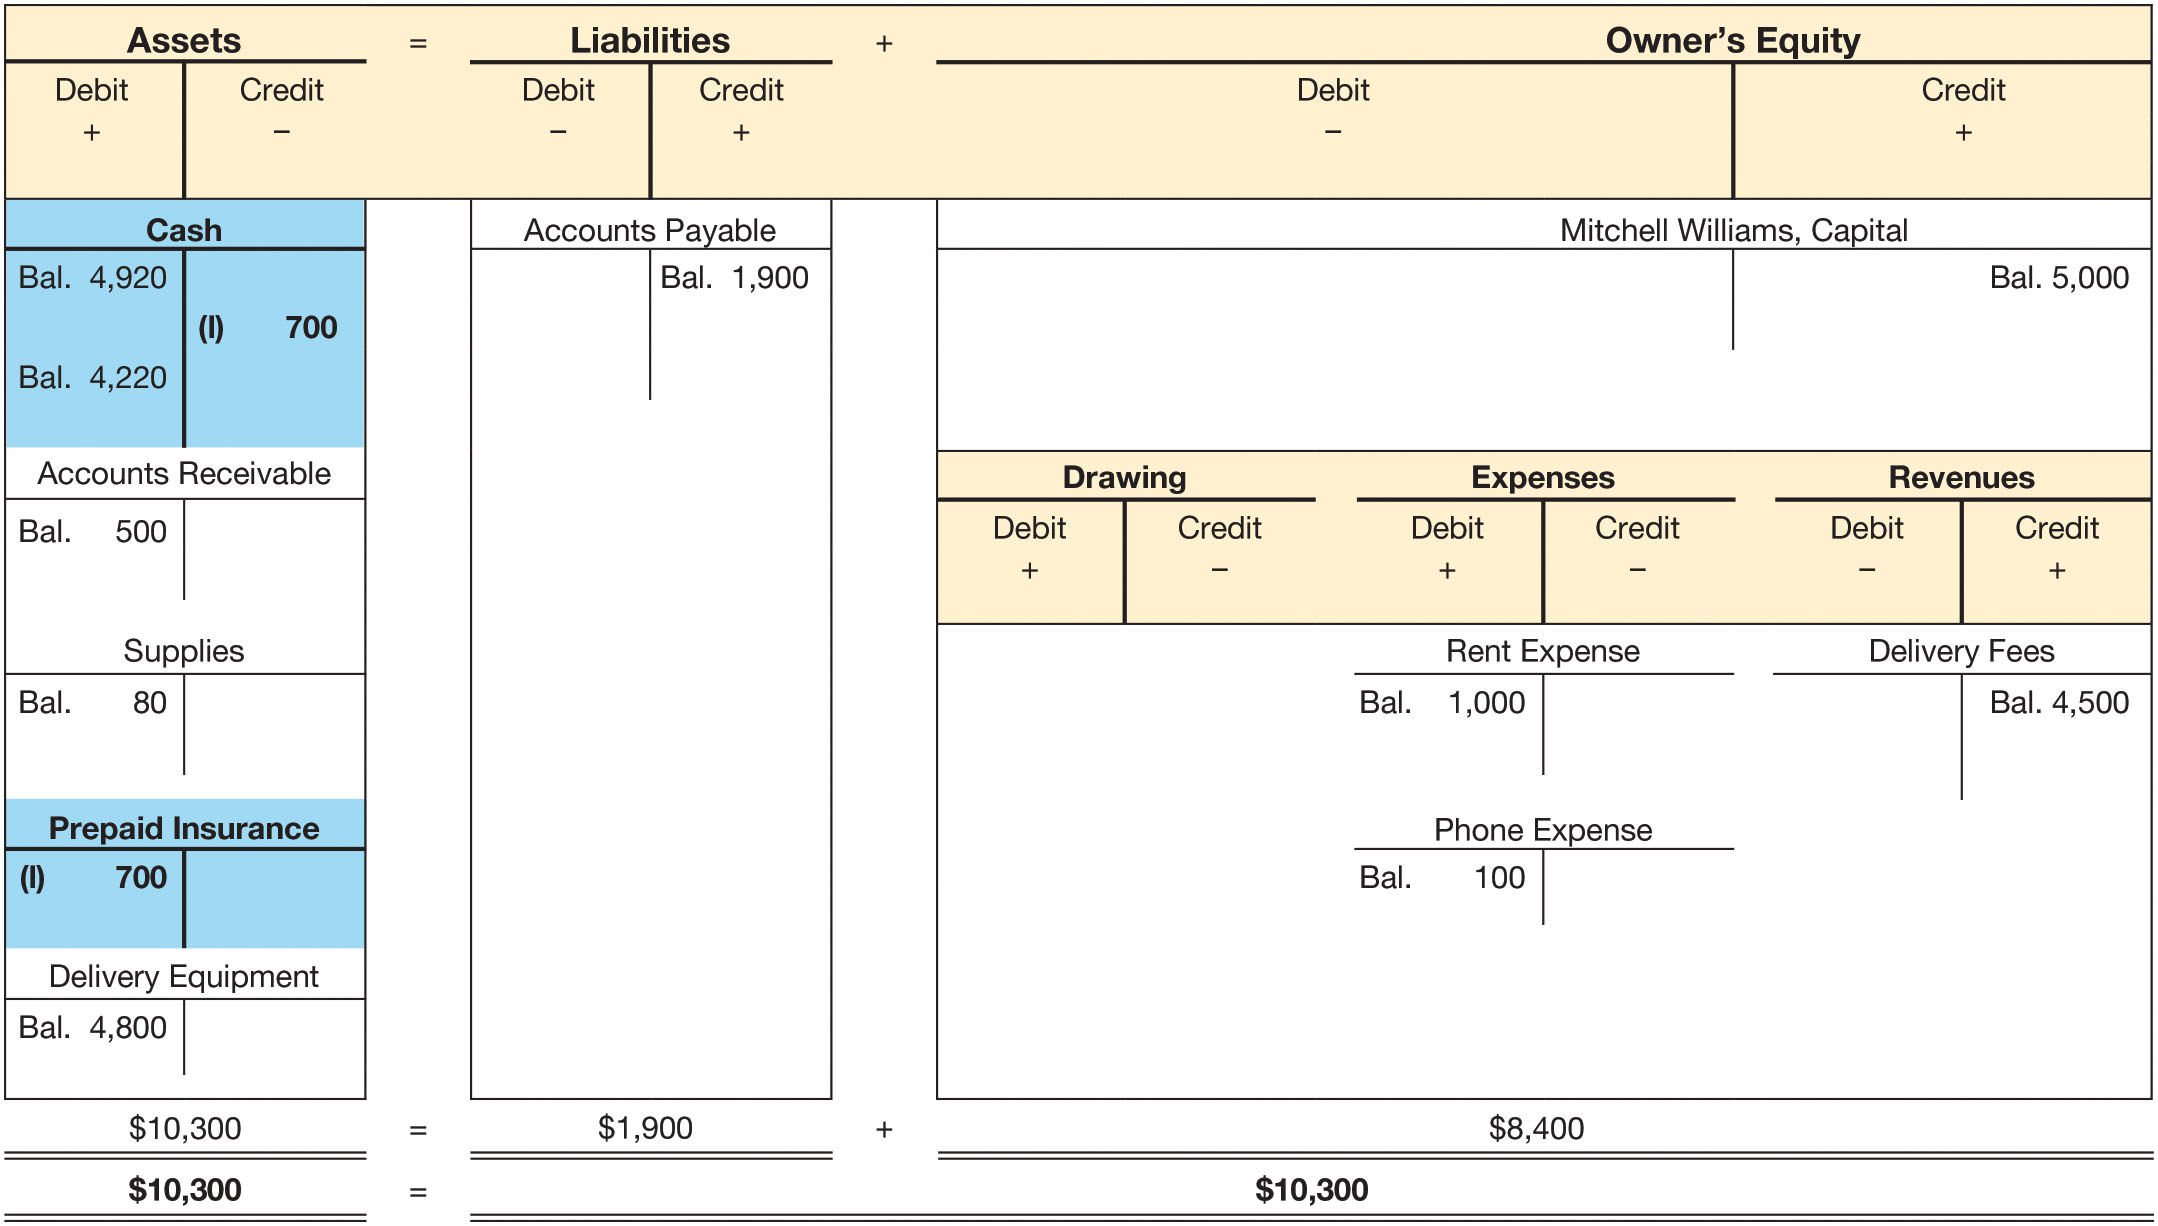 Assets = Liabilities + Owner's Equity
Debit Credit Debit Credit Debit Credit
+ − − + − +
Cash Accounts Payable Mitchell Williams, Capital
Bal. 4,920 Bal. 1,900 Bal. 5,000
(l) 700
Bal. 4,220
Accounts Receivable Drawing Expenses Revenues
Bal. 500 Debit Credit Debit Credit Debit Credit
+ − + − − +
Supplies Rent Expense Delivery Fees
Bal. 80 Bal. 1,000 Bal. 4,500
Prepaid Insurance Phone Expense
(l) 700 Bal. 100
Delivery Equipment
Bal. 4,800
$10,300 = $1,900 + $8,400
$10,300 = $10,300